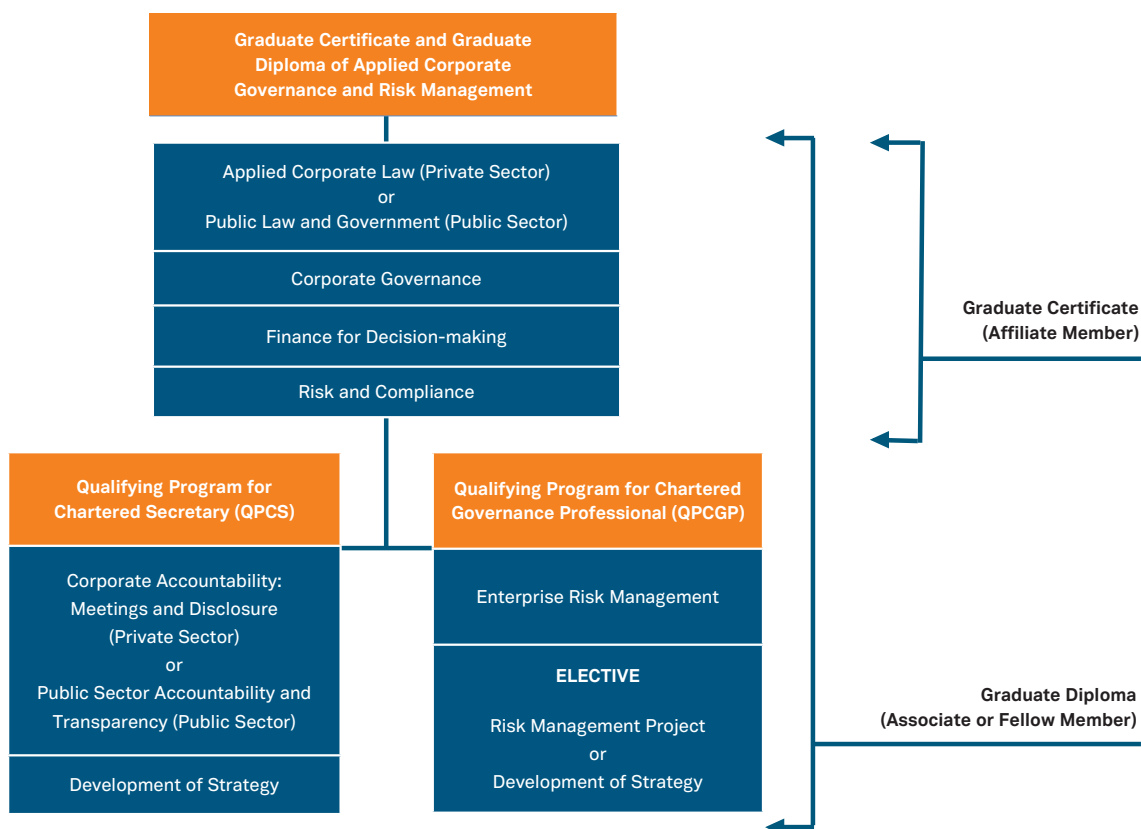 Graduate Certificate and Graduate
Diploma of Applied Corporate
Governance and Risk Management
Applied Corporate Law (Private Sector)
or
Public Law and Government (Public Sector)
Corporate Governance
Finance for Decision-making
Risk and Compliance
Graduate Certificate
(Affiliate Member)
Qualifying Program for
Chartered Secretary (QPCS)
Corporate Accountability:
Meetings and Disclosure
(Private Sector)
or
Public Sector Accountability and
Transparency (Public Sector)
Development of Strategy
Qualifying Program for Chartered
Governance Professional (QPCGP)
Enterprise Risk Management
ELECTIVE
Risk Management Project
or
Development of Strategy
Graduate Diploma
(Associate or Fellow Member)